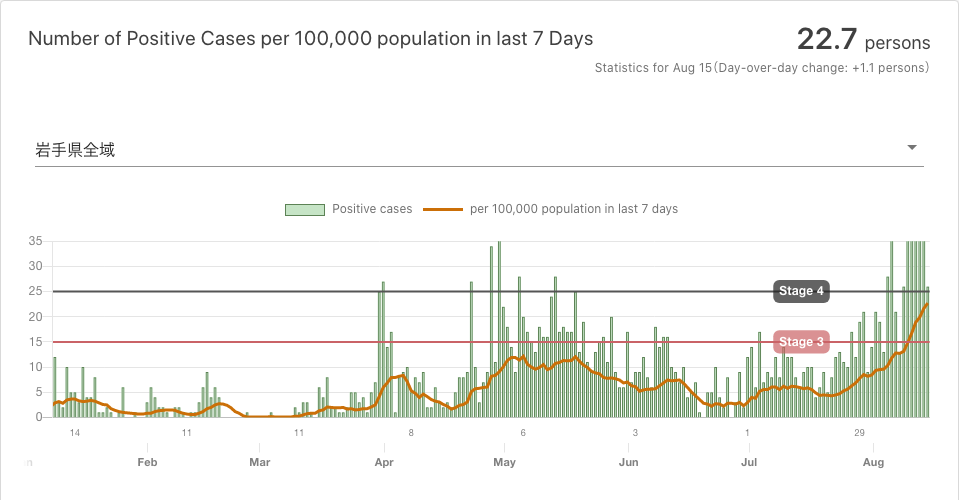 Number of Positive Cases per 100,000 population in last 7 Days
22.7 persons
Statistics for Aug 15(Day-over-day change: +1.1 persons)
岩手県全域
Positive cases
per 100,000 population in last 7 days
35
30
25
20
15
10
5
0
Stage 4
Stage 3
14 11 11 8 6 3 1 29
Feb Mar Apr May Jun Jul Aug